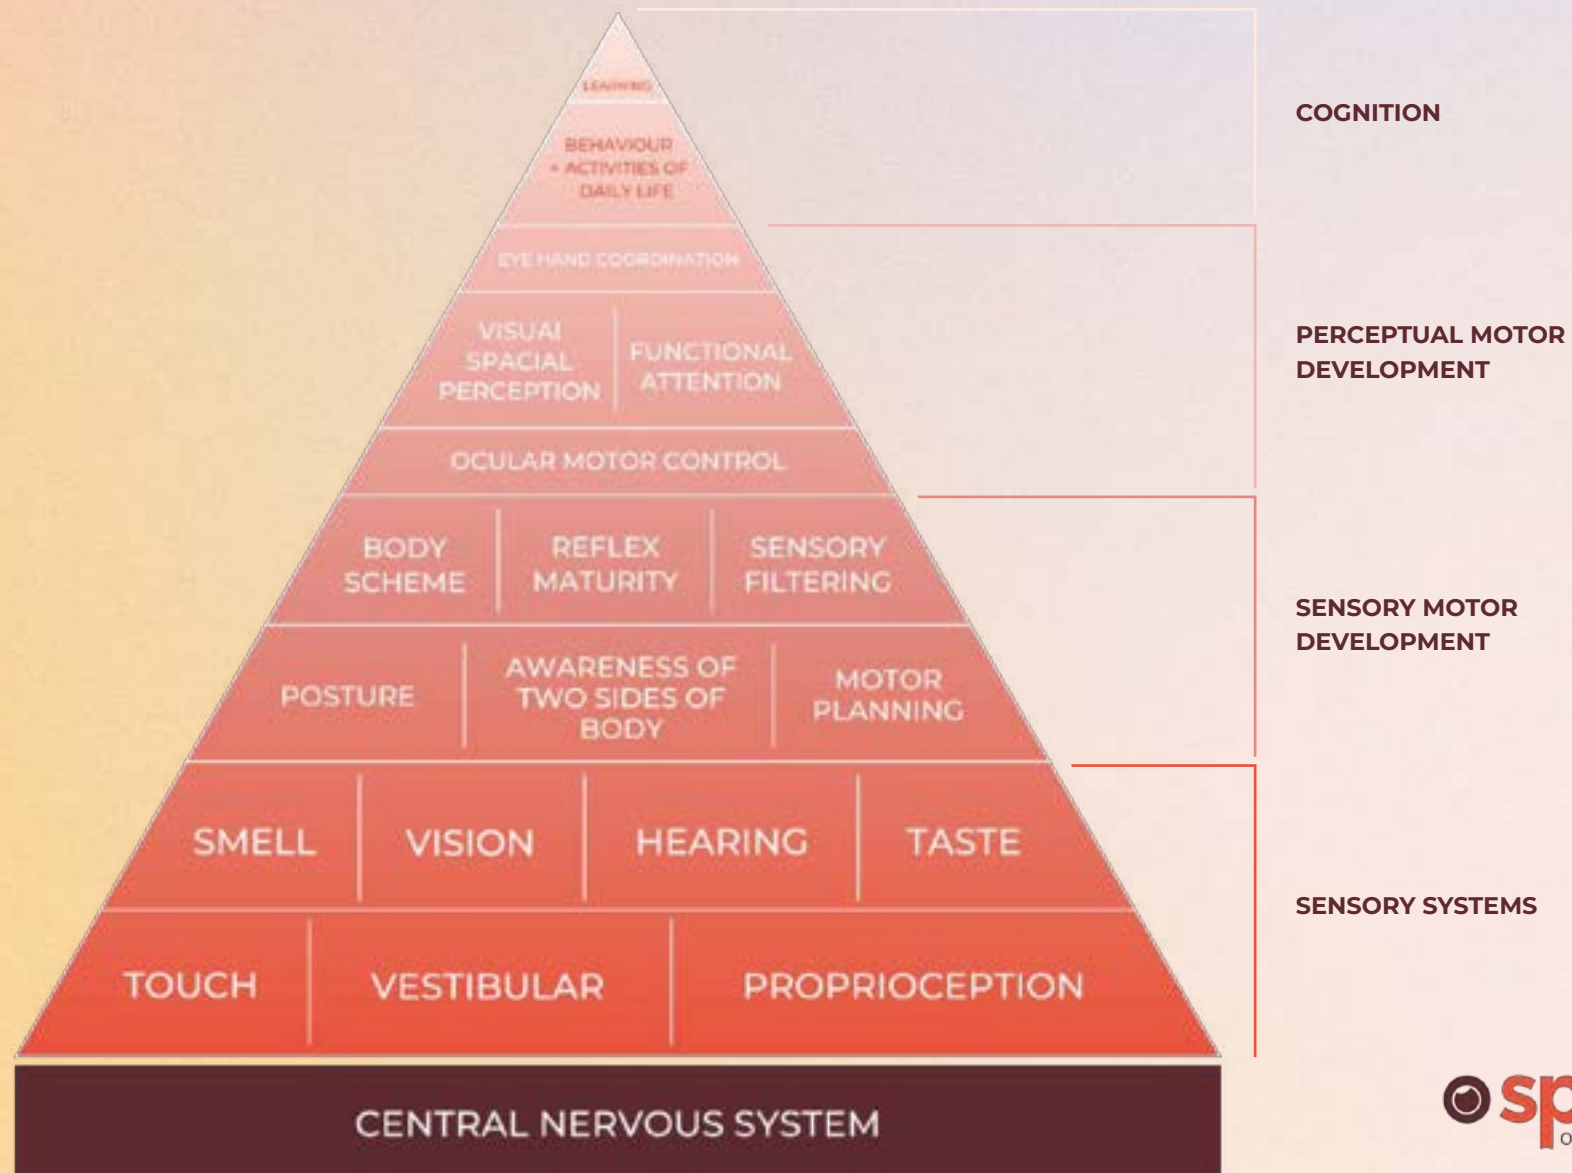 LEARNING
BEHAVIOUR
+ ACTIVITIES OF
DAILY LIFE
COGNITION
EYE HAND COORDINATION
VISUAL
SPACIAL
PERCEPTION
FUNCTIONAL
ATTENTION
OCULAR MOTOR CONTROL
PERCEPTUAL MOTOR
DEVELOPMENT
BODY
SCHEME
REFLEX
MATURITY
SENSORY
FILTERING
POSTURE
AWARENESS OF
TWO SIDES OF
BODY
MOTOR
PLANNING
SENSORY MOTOR
DEVELOPMENT
SMELL
VISION
HEARING
TASTE
TOUCH
VESTIBULAR
PROPRIOCEPTION
SENSORY SYSTEMS
CENTRAL NERVOUS SYSTEM